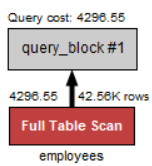 Query cost: 4296.55
query_block #1
4296.55 42.56K rows
Full Table Scan
employees